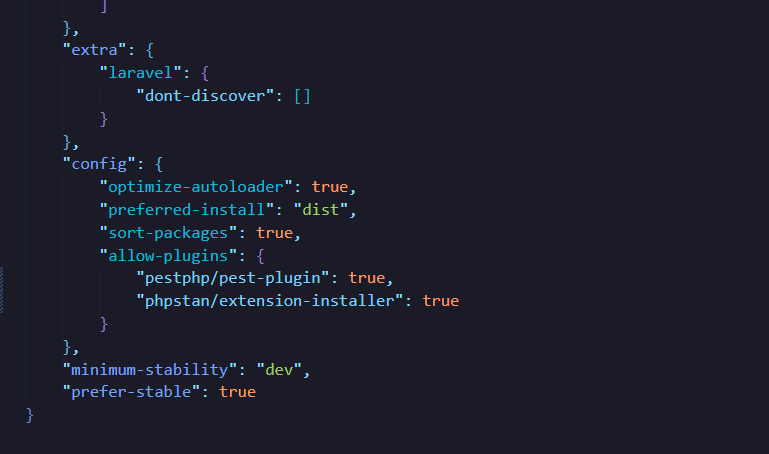 ]
},
"extra": {
"laravel": {
"dont-discover": []
}
},
"config": {
"optimize-autoloader": true,
"preferred-install": "dist",
"sort-packages": true,
"allow-plugins": {
"pestphp/pest-plugin": true,
"phpstan/extension-installer": true
}
},
"minimum-stability": "dev",
"prefer-stable": true
}